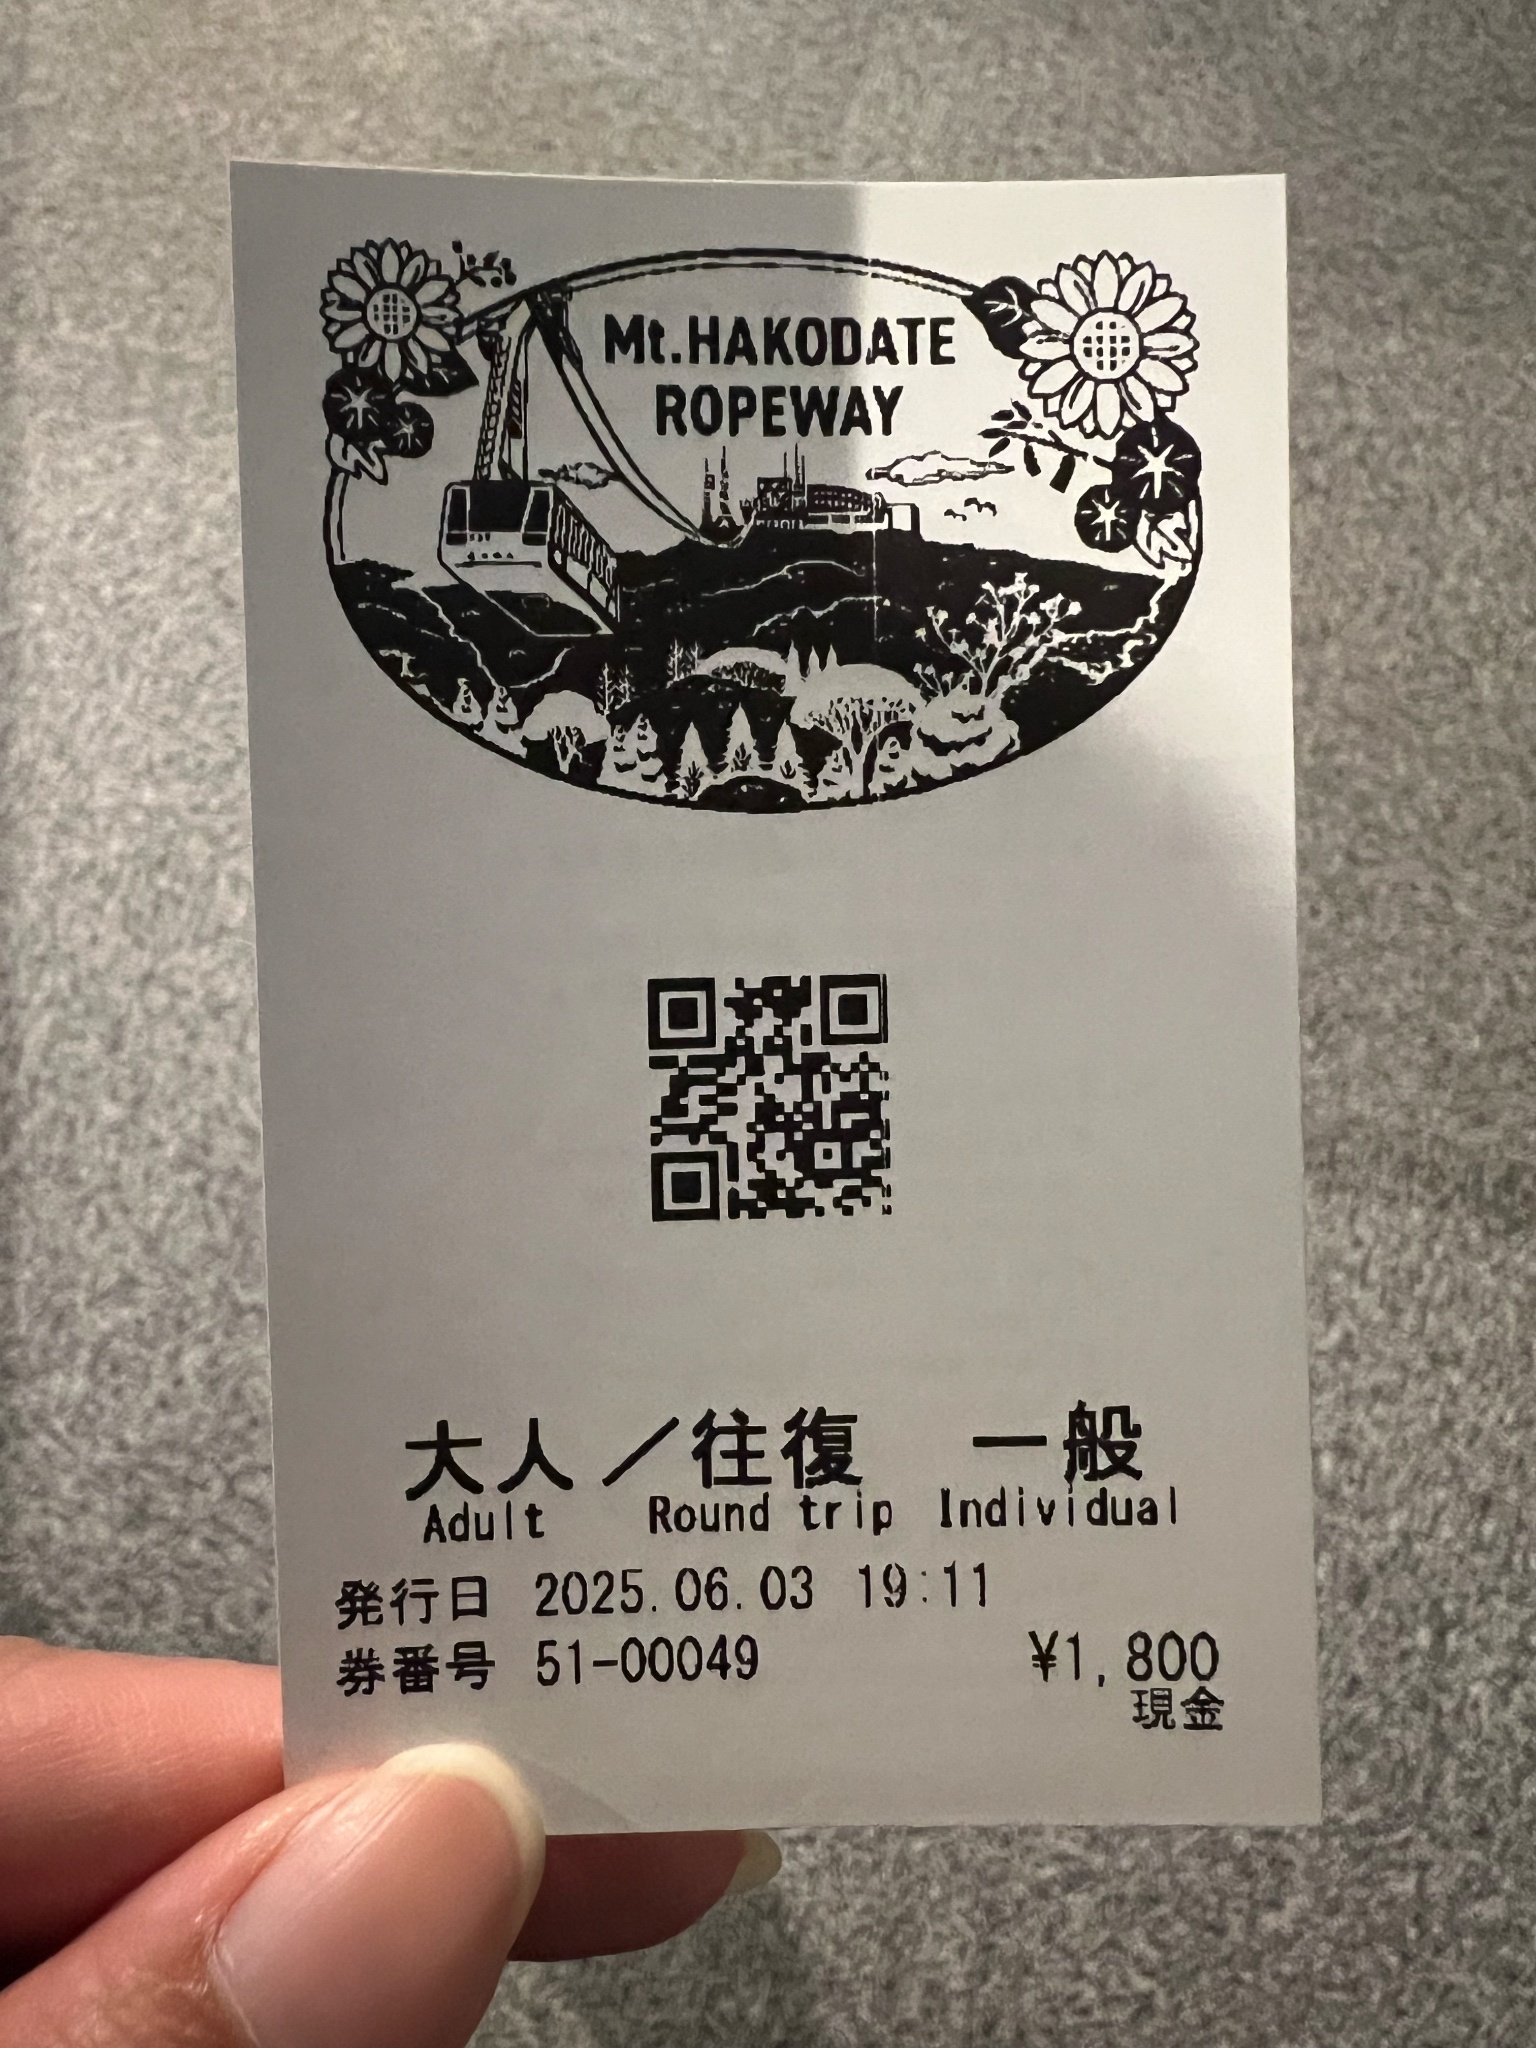 Mt.HAKODATE
ROPEWAY
大人／往復 一般
Adult Round trip Individual
発行日 2025.06.03 19:11
券番号 51-00049 ¥1,800
現金